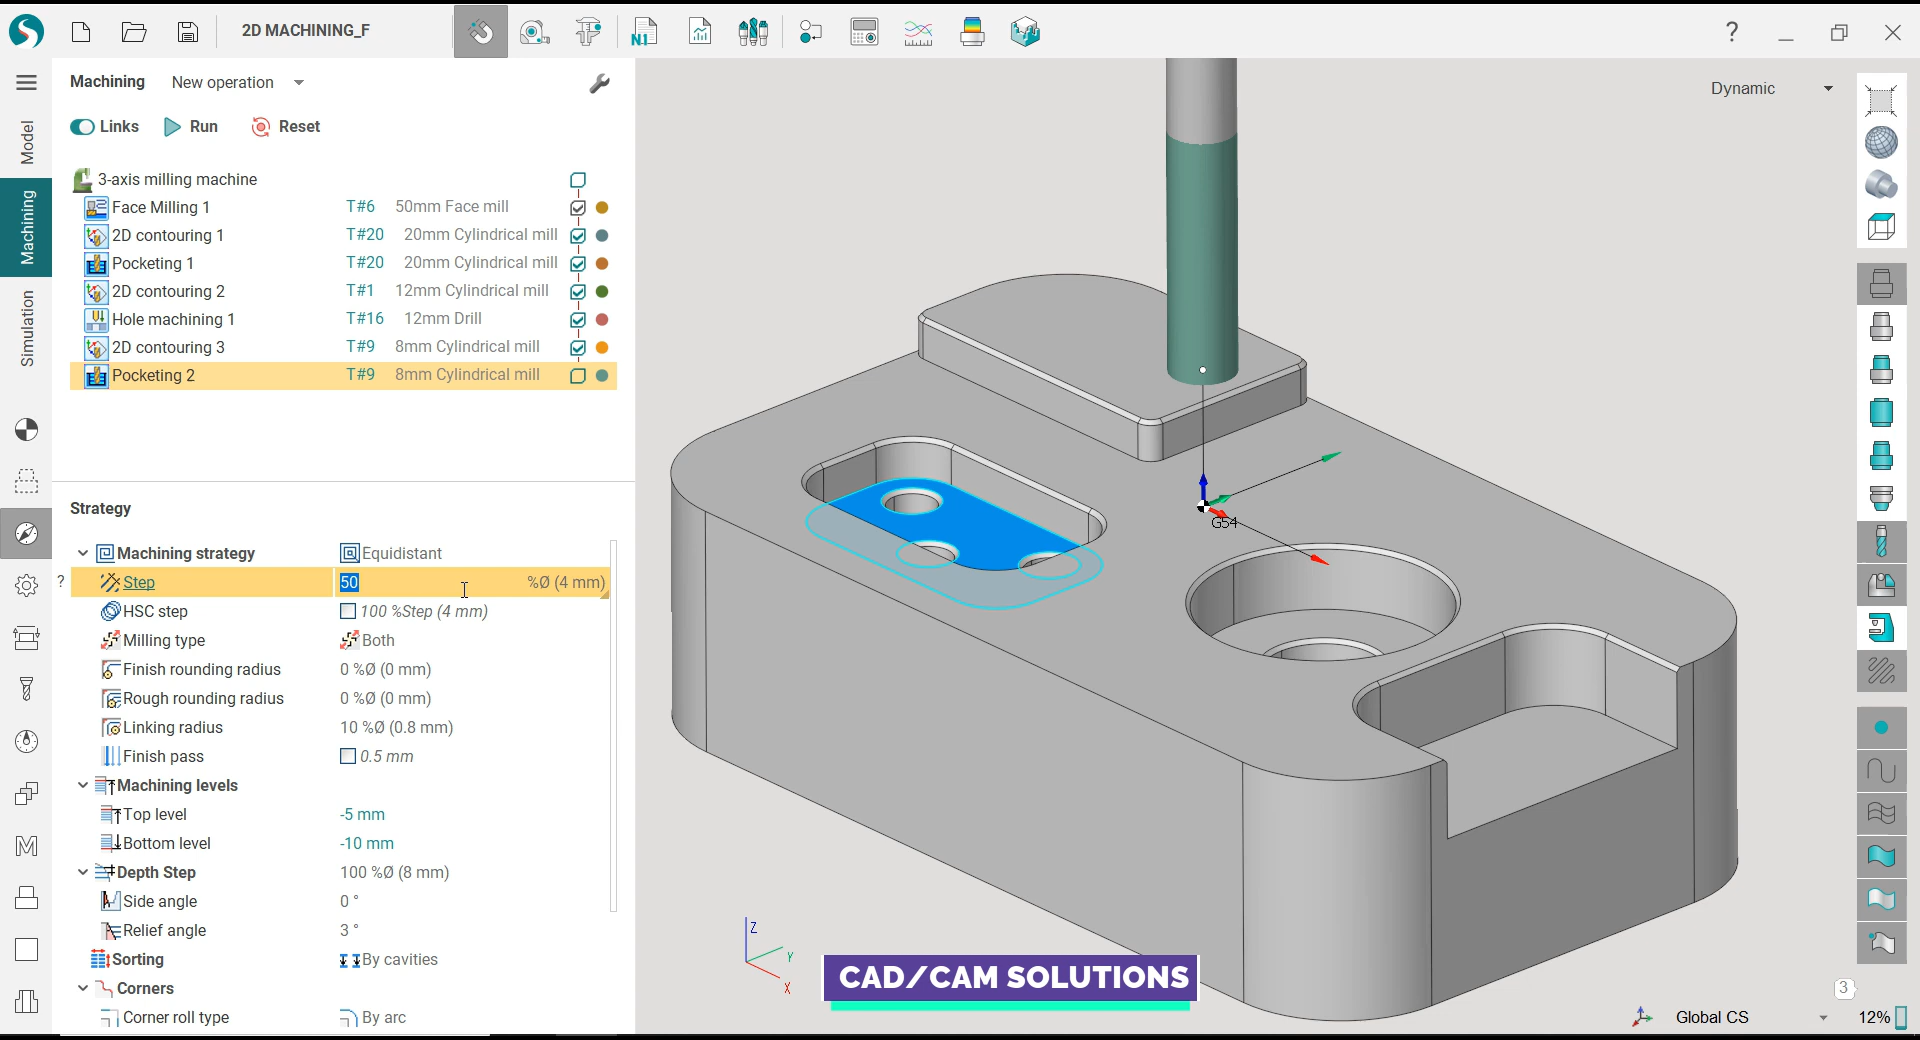 2D MACHINING_F
N1
?
Machining New operation
Dynamic
Links Run Reset
Model
Machining
Simulation
3-axis milling machine
Face Milling 1 T#6 50mm Face mill
2D contouring 1 T#20 20mm Cylindrical mill
Pocketing 1 T#20 20mm Cylindrical mill
2D contouring 2 T#1 12mm Cylindrical mill
Hole machining 1 T#16 12mm Drill
2D contouring 3 T#9 8mm Cylindrical mill
Pocketing 2 T#9 8mm Cylindrical mill
Strategy
Machining strategy Equidistant
? Step 50 %Ø (4 mm)
HSC step 100 %Step (4 mm)
Milling type Both
Finish rounding radius 0 %Ø (0 mm)
Rough rounding radius 0 %Ø (0 mm)
Linking radius 10 %Ø (0.8 mm)
Finish pass 0.5 mm
Machining levels
Top level -5 mm
Bottom level -10 mm
Depth Step 100 %Ø (8 mm)
Side angle 0 °
Relief angle 3 °
Sorting By cavities
Corners
Corner roll type By arc
G54
Z
Y
X
CAD/CAM SOLUTIONS
3
Global CS 12%